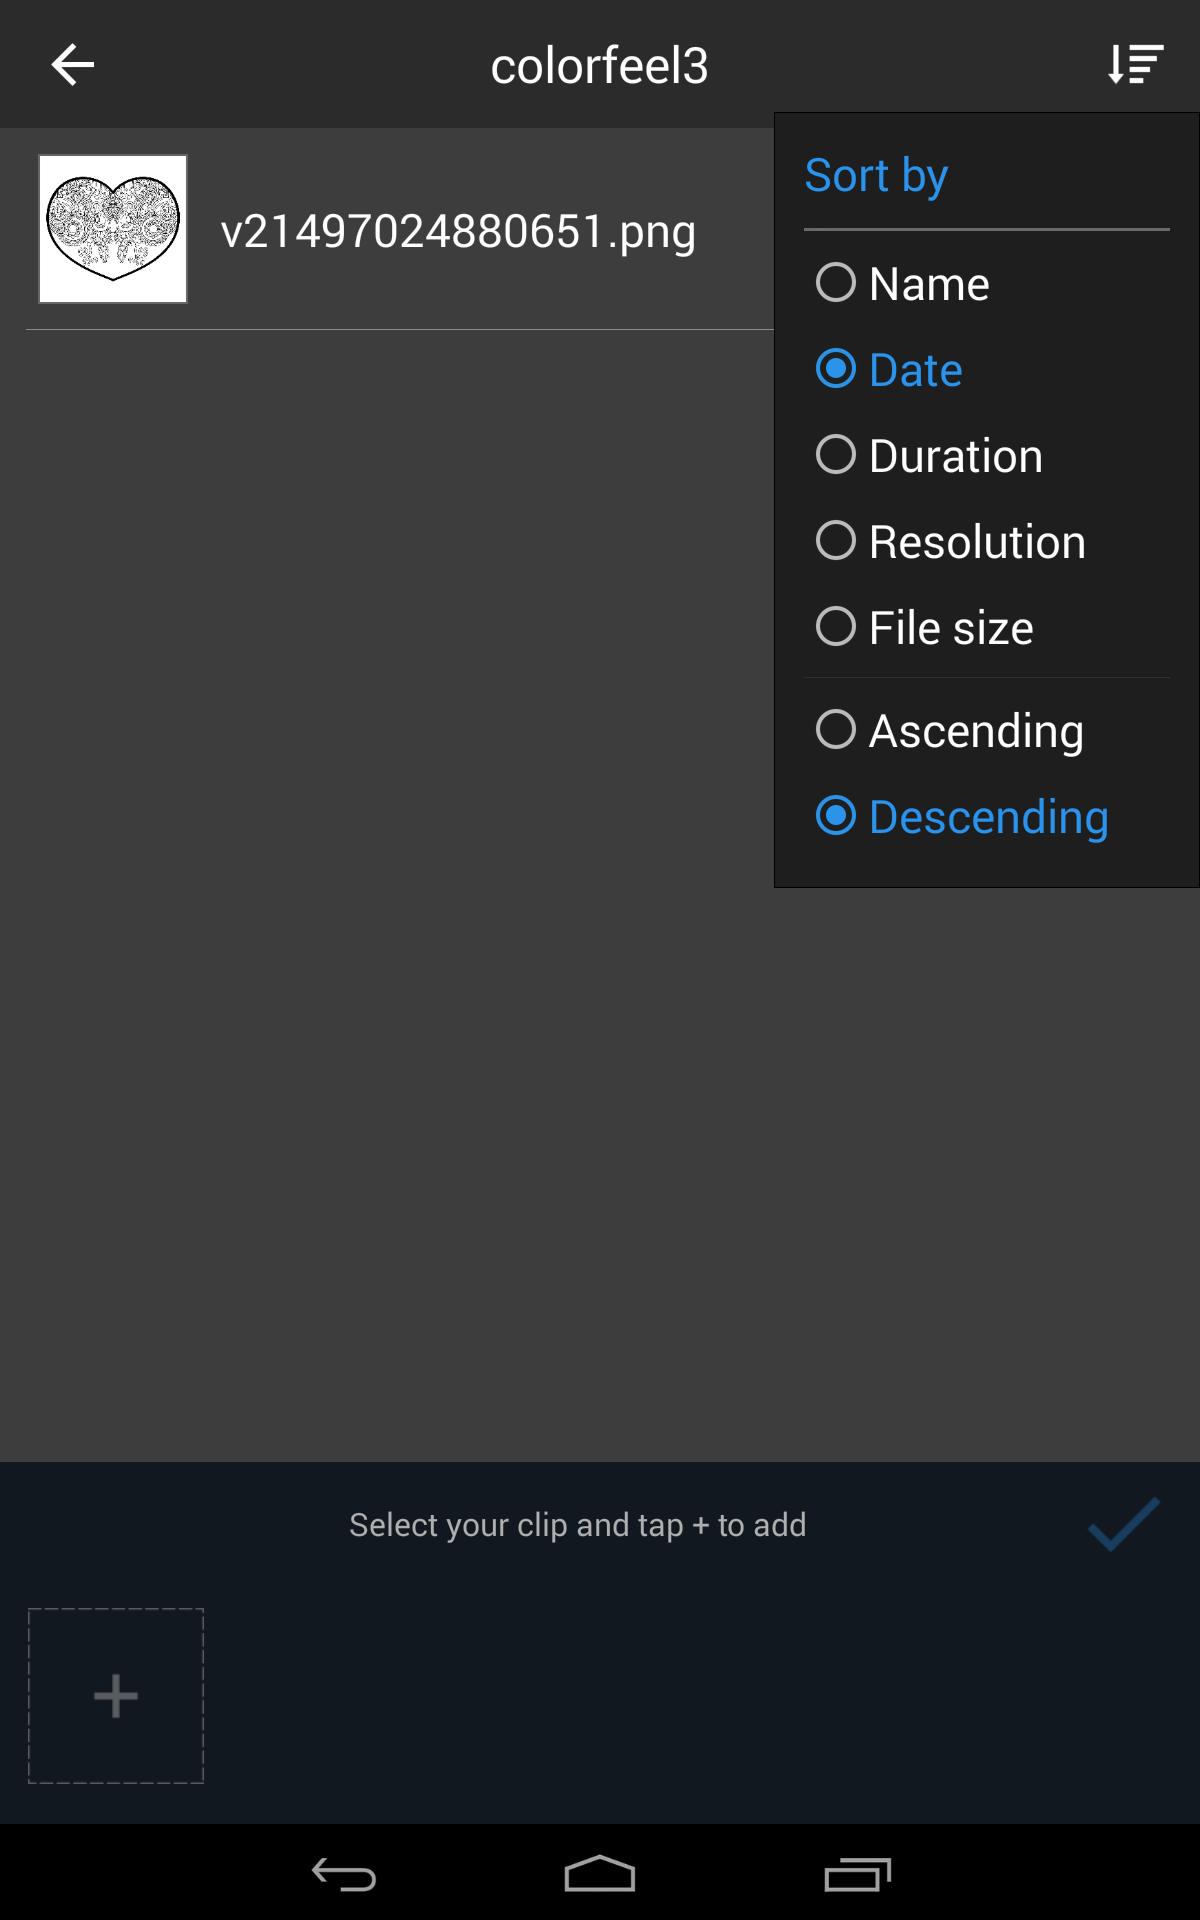 colorfeel3
v21497024880651.png
Sort by
Name
Date
Duration
Resolution
File size
Ascending
Descending
Select your clip and tap + to add